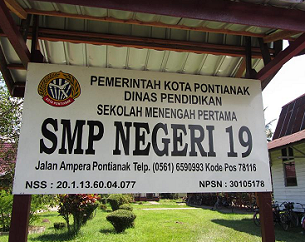 PEMERINTAH KOTA PONTIANAK
DINAS PENDIDIKAN
SEKOLAH MENENGAH PERTAMA
SMP NEGERI 19
Jalan Ampera Pontianak Telp. (0561) 6590993 Kode Pos 78116
NSS : 20.1.13.60.04.077 NPSN : 30105178